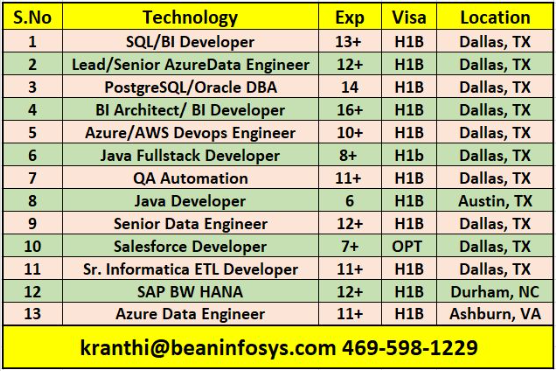 S.No Technology Exp Visa Location
1 SQL/BI Developer 13+ H1B Dallas, TX
2 Lead/Senior AzureData Engineer 12+ H1B Dallas, TX
3 PostgreSQL/Oracle DBA 14 H1B Dallas, TX
4 BI Architect/ BI Developer 16+ H1B Dallas, TX
5 Azure/AWS Devops Engineer 10+ H1B Dallas, TX
6 Java Fullstack Developer 8+ H1b Dallas, TX
7 QA Automation 11+ H1B Dallas, TX
8 Java Developer 6 H1B Austin, TX
9 Senior Data Engineer 12+ H1B Dallas, TX
10 Salesforce Developer 7+ OPT Dallas, TX
11 Sr. Informatica ETL Developer 11+ H1B Dallas, TX
12 SAP BW HANA 12+ H1B Durham, NC
13 Azure Data Engineer 11+ H1B Ashburn, VA
kranthi@beaninfosys.com 469-598-1229